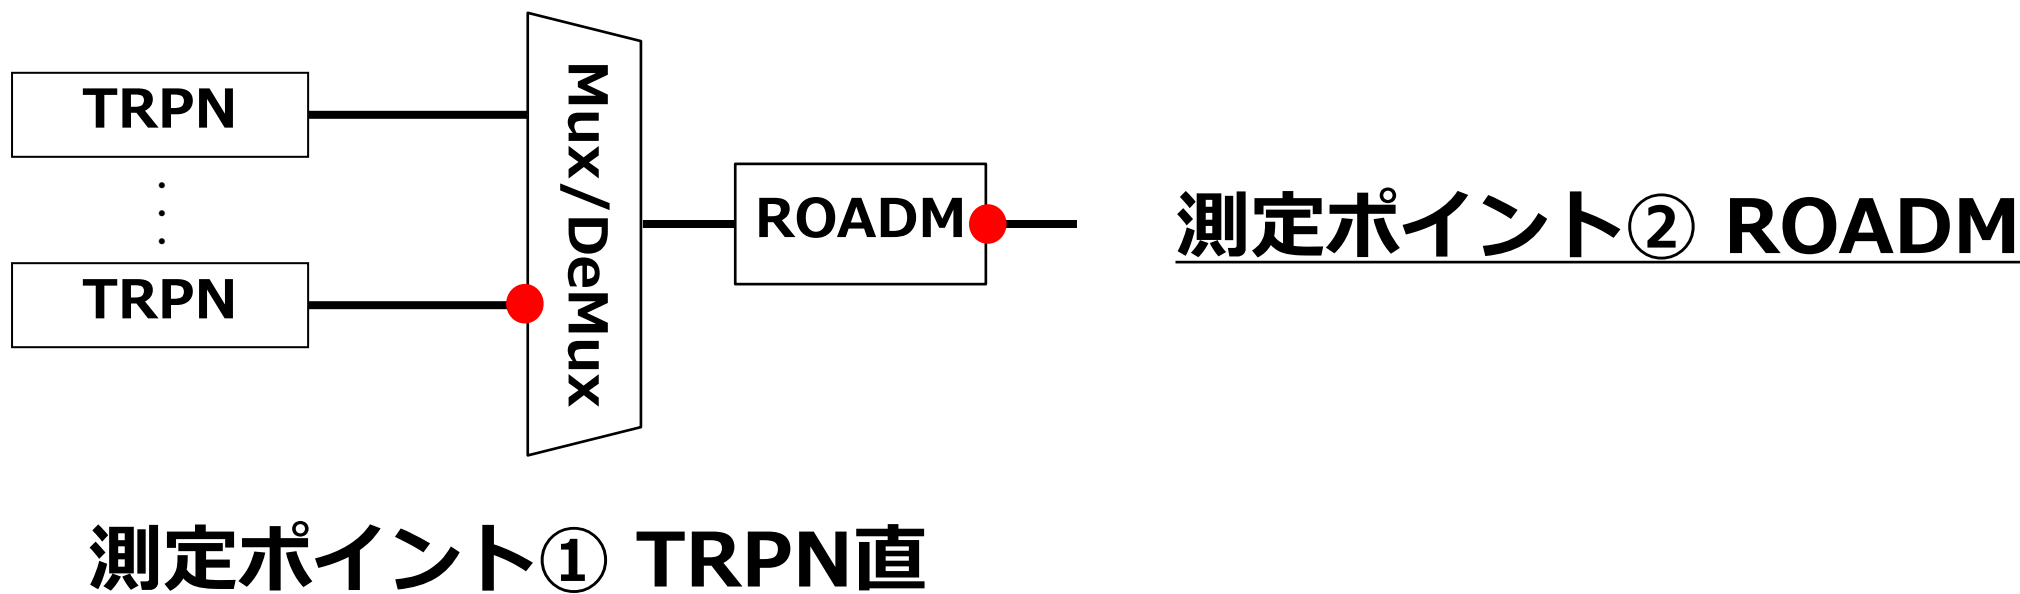 TRPN
・
・
・
TRPN
Mux/DeMux
ROADM
測定ポイント② ROADM
測定ポイント① TRPN直